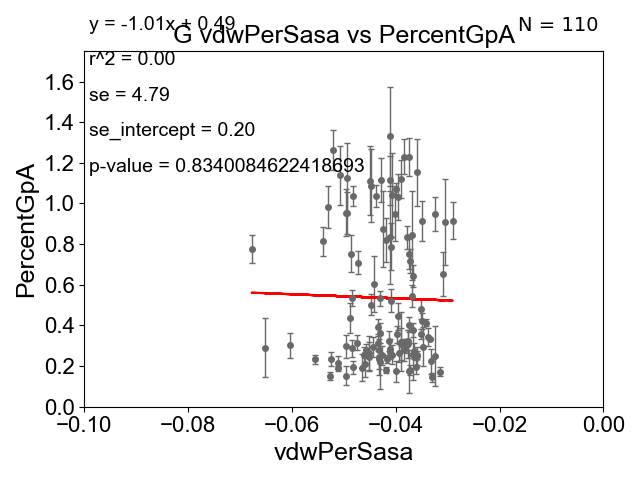 y = -1.01x + 0.49
N = 110
G vdwPerSasa vs PercentGpA
r^2 = 0.00
se = 4.79
se_intercept = 0.20
p-value = 0.8340084622418693
PercentGpA
1.6
1.4
1.2
1.0
0.8
0.6
0.4
0.2
0.0
−0.10
−0.08
−0.06
−0.04
−0.02
0.00
vdwPerSasa